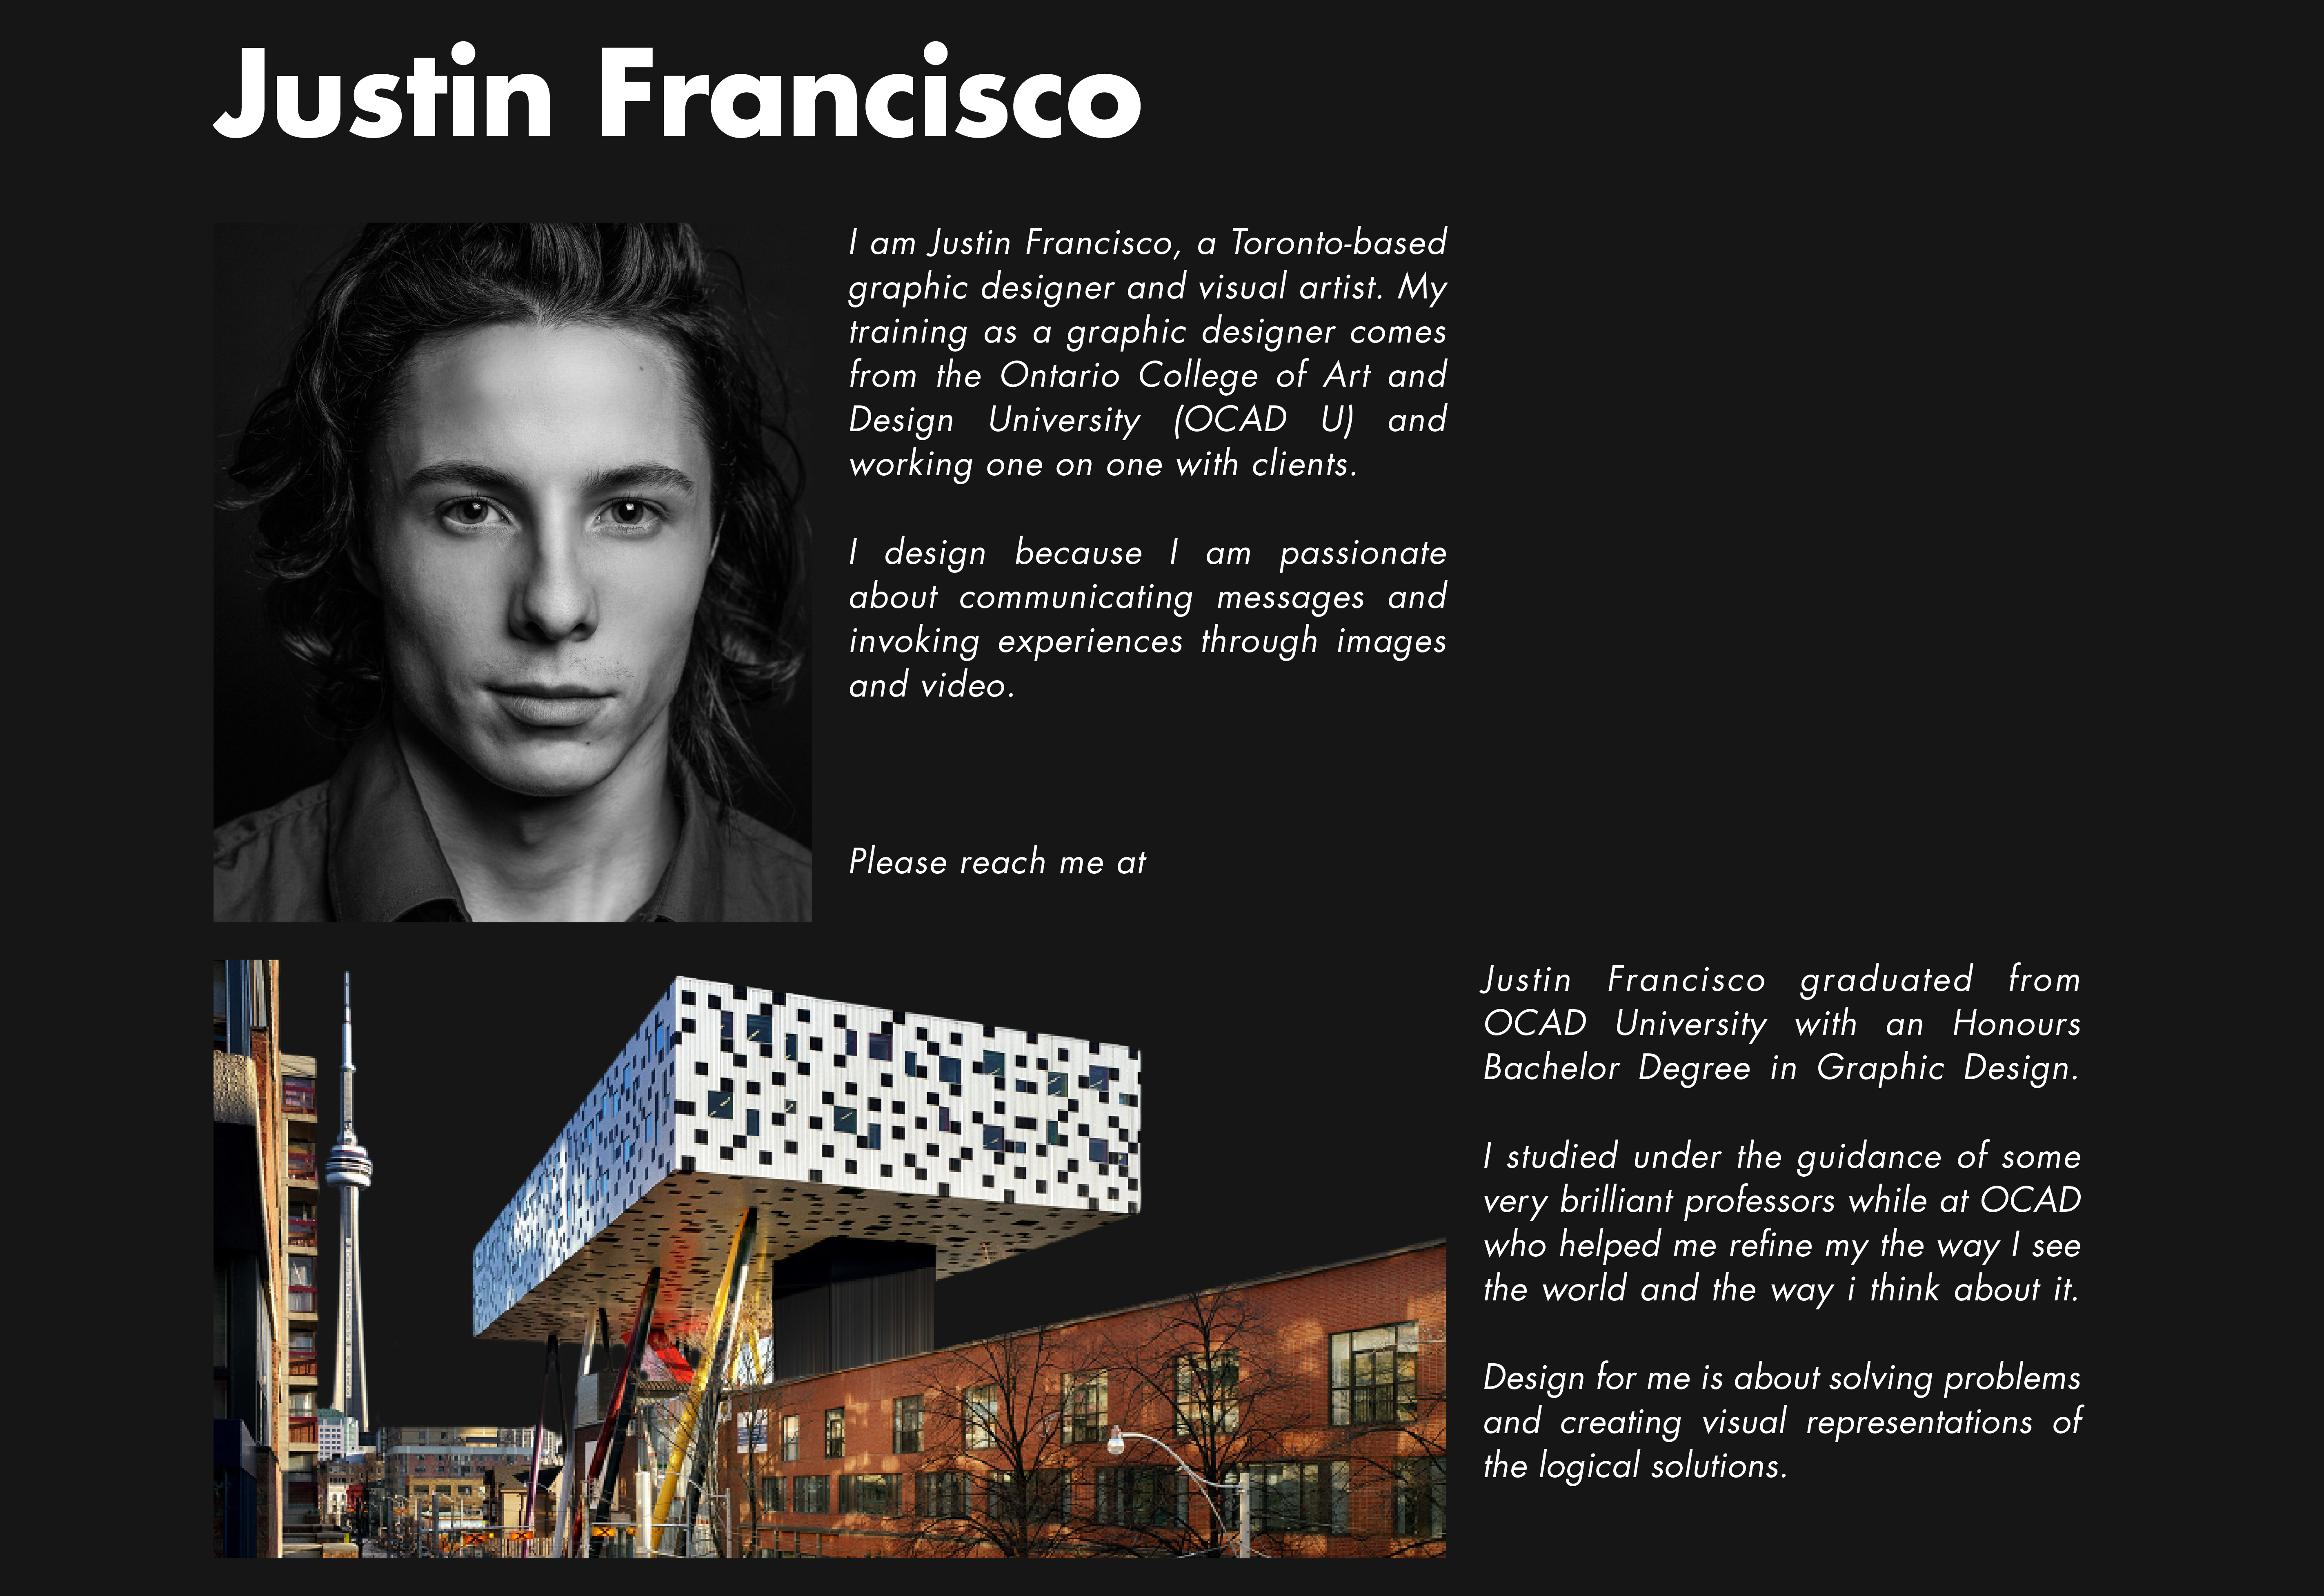 Justin Francisco
I am Justin Francisco, a Toronto-based
graphic designer and visual artist. My
training as a graphic designer comes
from the Ontario College of Art and
Design University (OCAD U) and
working one on one with clients.
I design because I am passionate
about communicating messages and
invoking experiences through images
and video.
Please reach me at
Justin Francisco graduated from
OCAD University with an Honours
Bachelor Degree in Graphic Design.
I studied under the guidance of some
very brilliant professors while at OCAD
who helped me refine my the way I see
the world and the way i think about it.
Design for me is about solving problems
and creating visual representations of
the logical solutions.